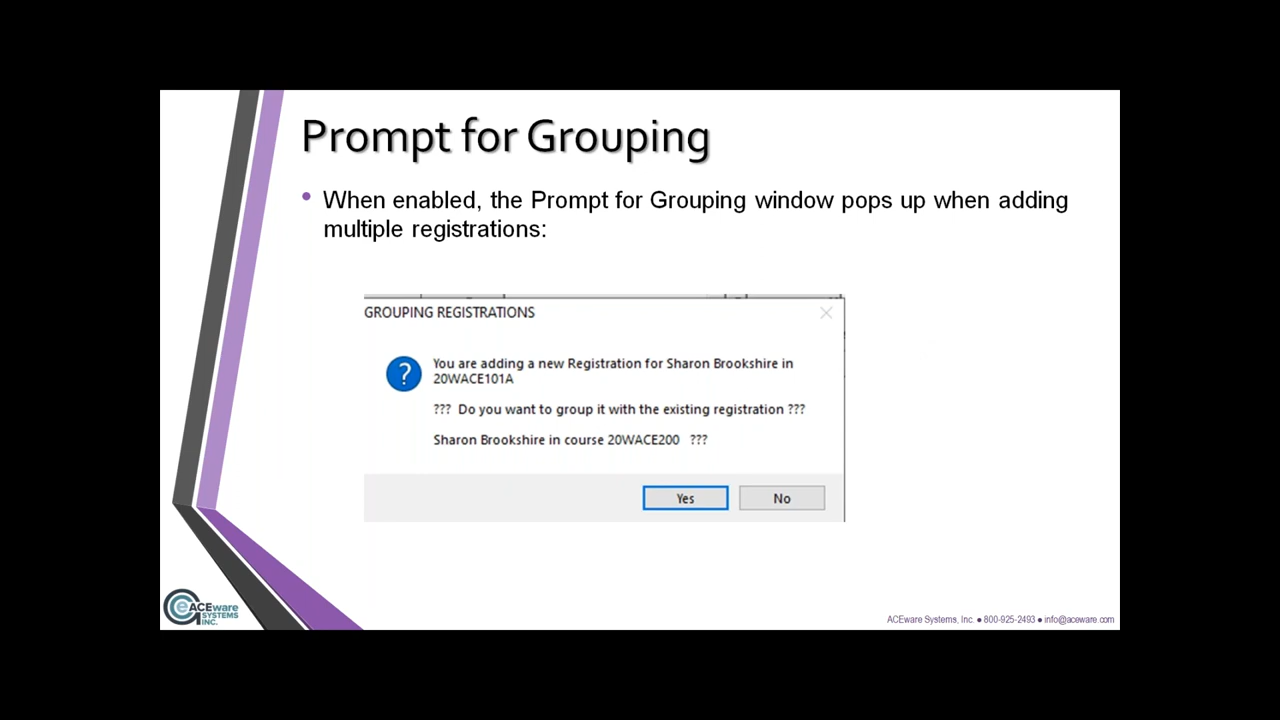 Prompt for Grouping
• When enabled, the Prompt for Grouping window pops up when adding
multiple registrations:
GROUPING REGISTRATIONS
? You are adding a new Registration for Sharon Brookshire in
20WACE101A
??? Do you want to group it with the existing registration ???
Sharon Brookshire in course 20WACE200 ???
Yes No
eACEware
SYSTEMS
INC.
ACEware Systems, Inc. ● 800-925-2493 ● info@aceware.com